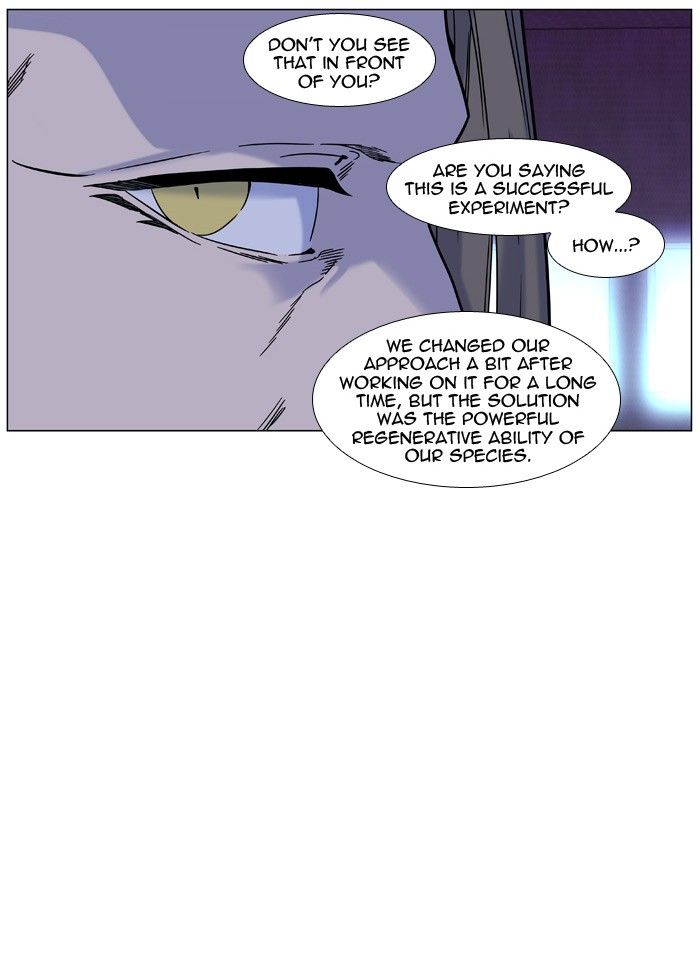 DON'T YOU SEE
THAT IN FRONT
OF YOU?
ARE YOU SAYING
THIS IS A SUCCESSFUL
EXPERIMENT?
HOW...?
WE CHANGED OUR
APPROACH A BIT AFTER
WORKING ON IT FOR A LONG
TIME, BUT THE SOLUTION
WAS THE POWERFUL
REGENERATIVE ABILITY OF
OUR SPECIES.